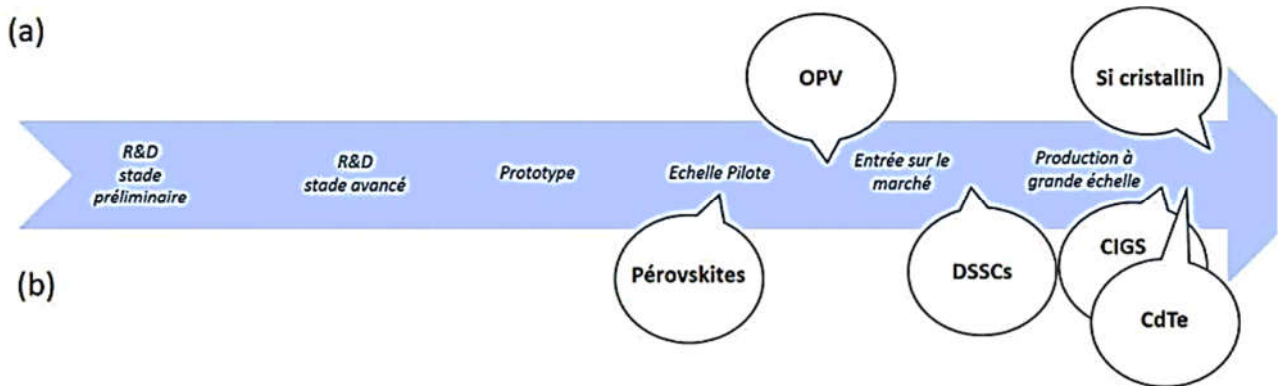 (a)
OPV
Si cristallin
R&D
stade
préliminaire
R&D
stade avancé
Prototype
Echelle Pilote
Entrée sur le
marché
Production à
grande échelle
Pérovskites
DSSCs
CIGS
CdTe
(b)